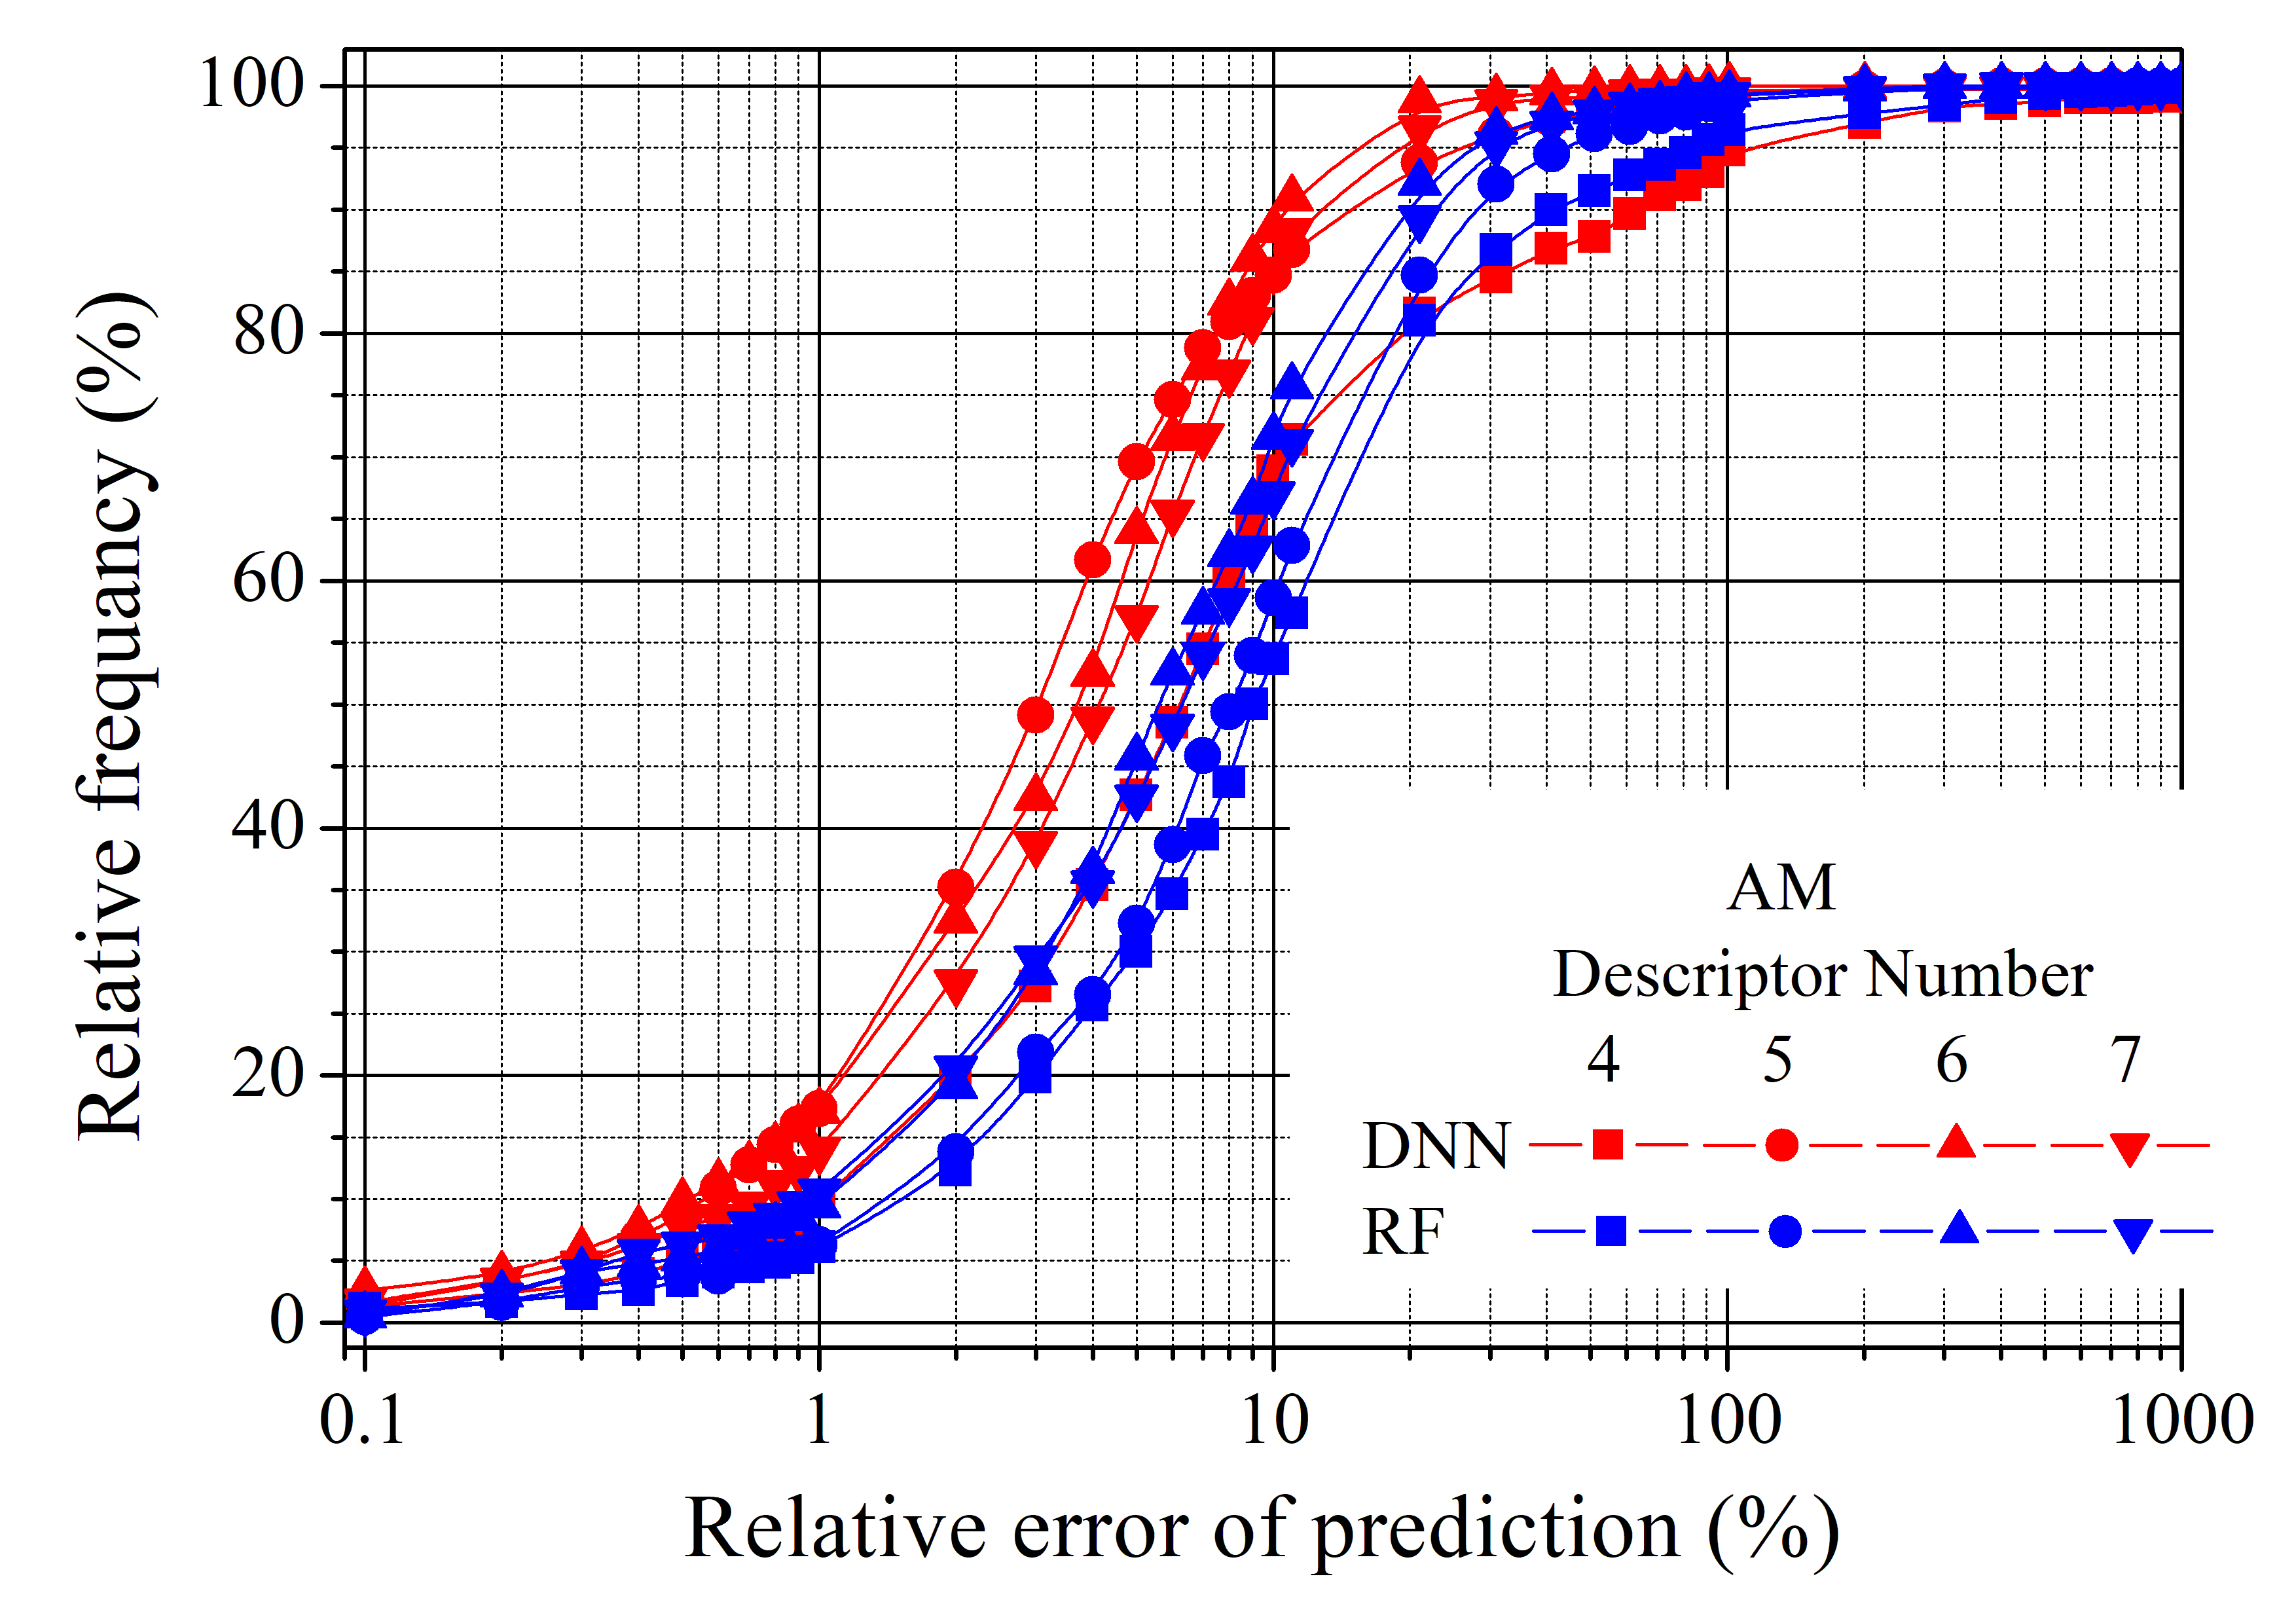 Relative frequancy (%)
100
80
60
40
20
0
AM
Descriptor Number
4 5 6 7
DNN
RF
0.1 1 10 100 1000
Relative error of prediction (%)